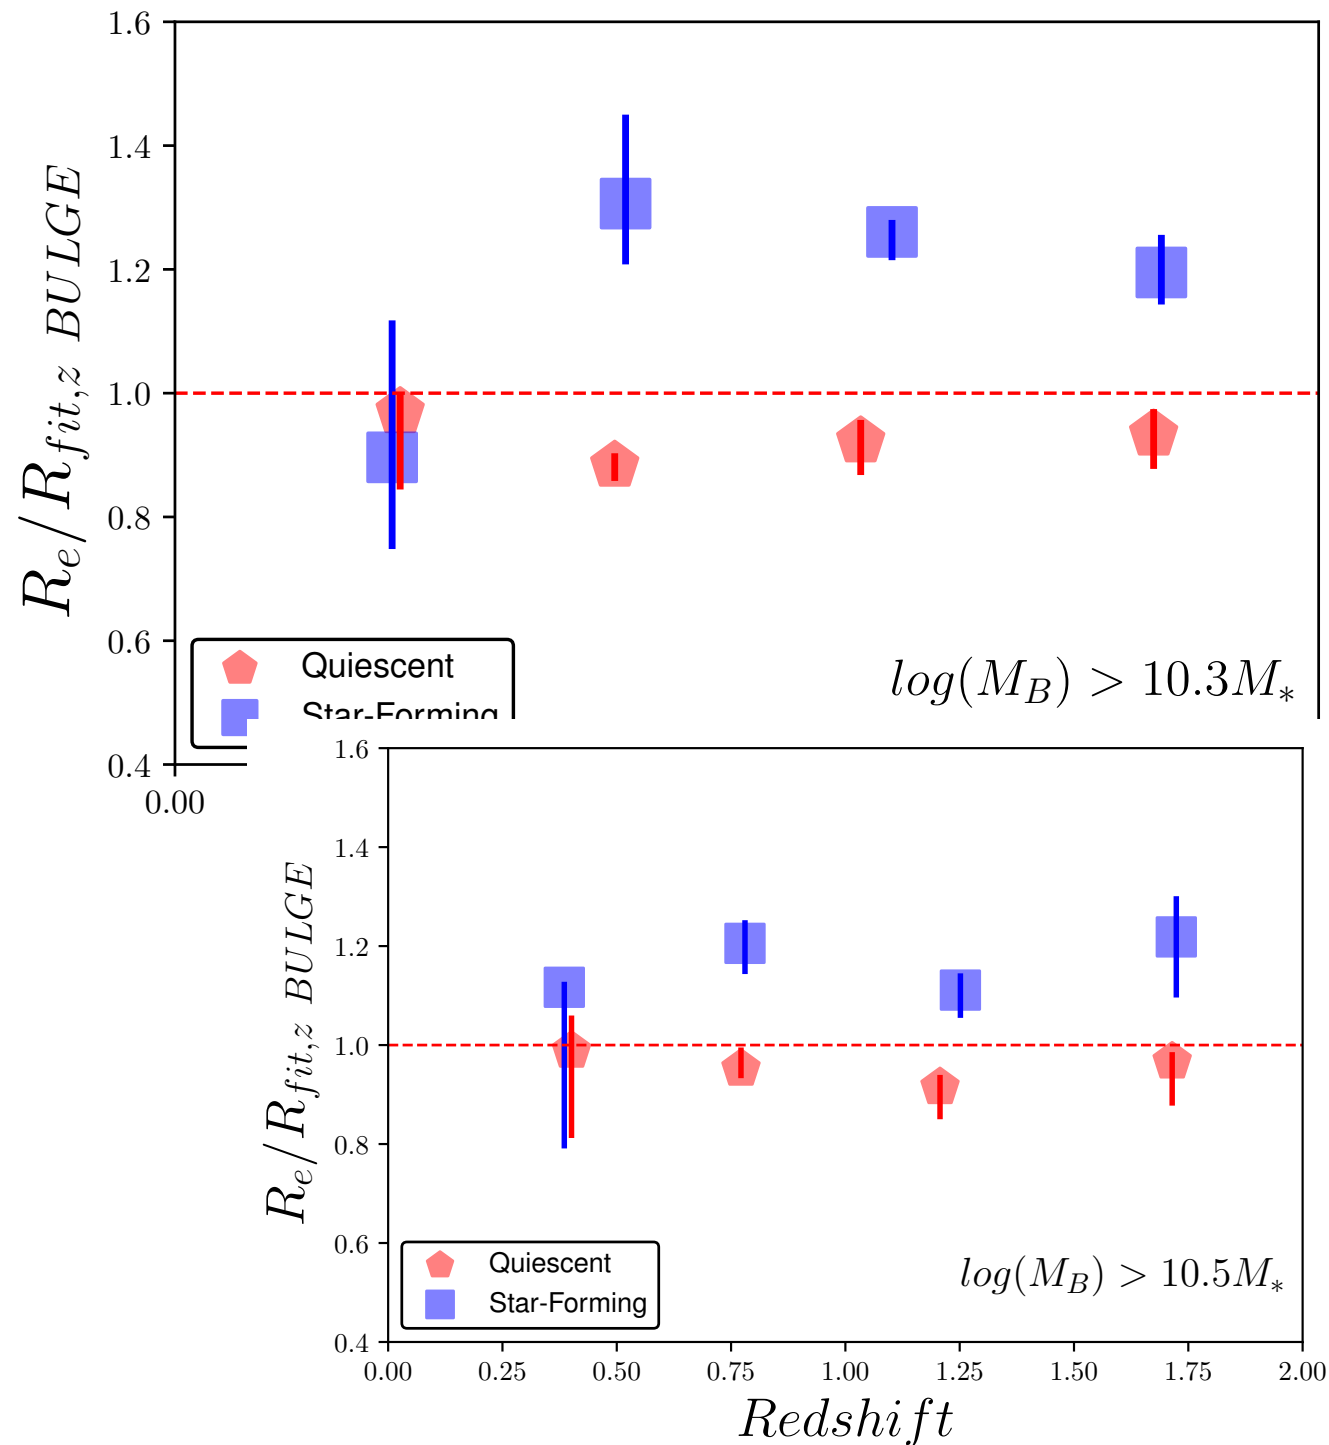 1.6
1.4
1.2
1.0
0.8
0.6
0.4
R_e/R_{fit,z} BULGE
Quiescent
Star-Forming
log(M_B) > 10.3M_*
0.00
1.6
1.4
1.2
1.0
0.8
0.6
0.4
R_e/R_{fit,z} BULGE
Quiescent
Star-Forming
log(M_B) > 10.5M_*
0.00 0.25 0.50 0.75 1.00 1.25 1.50 1.75 2.00
Redshift